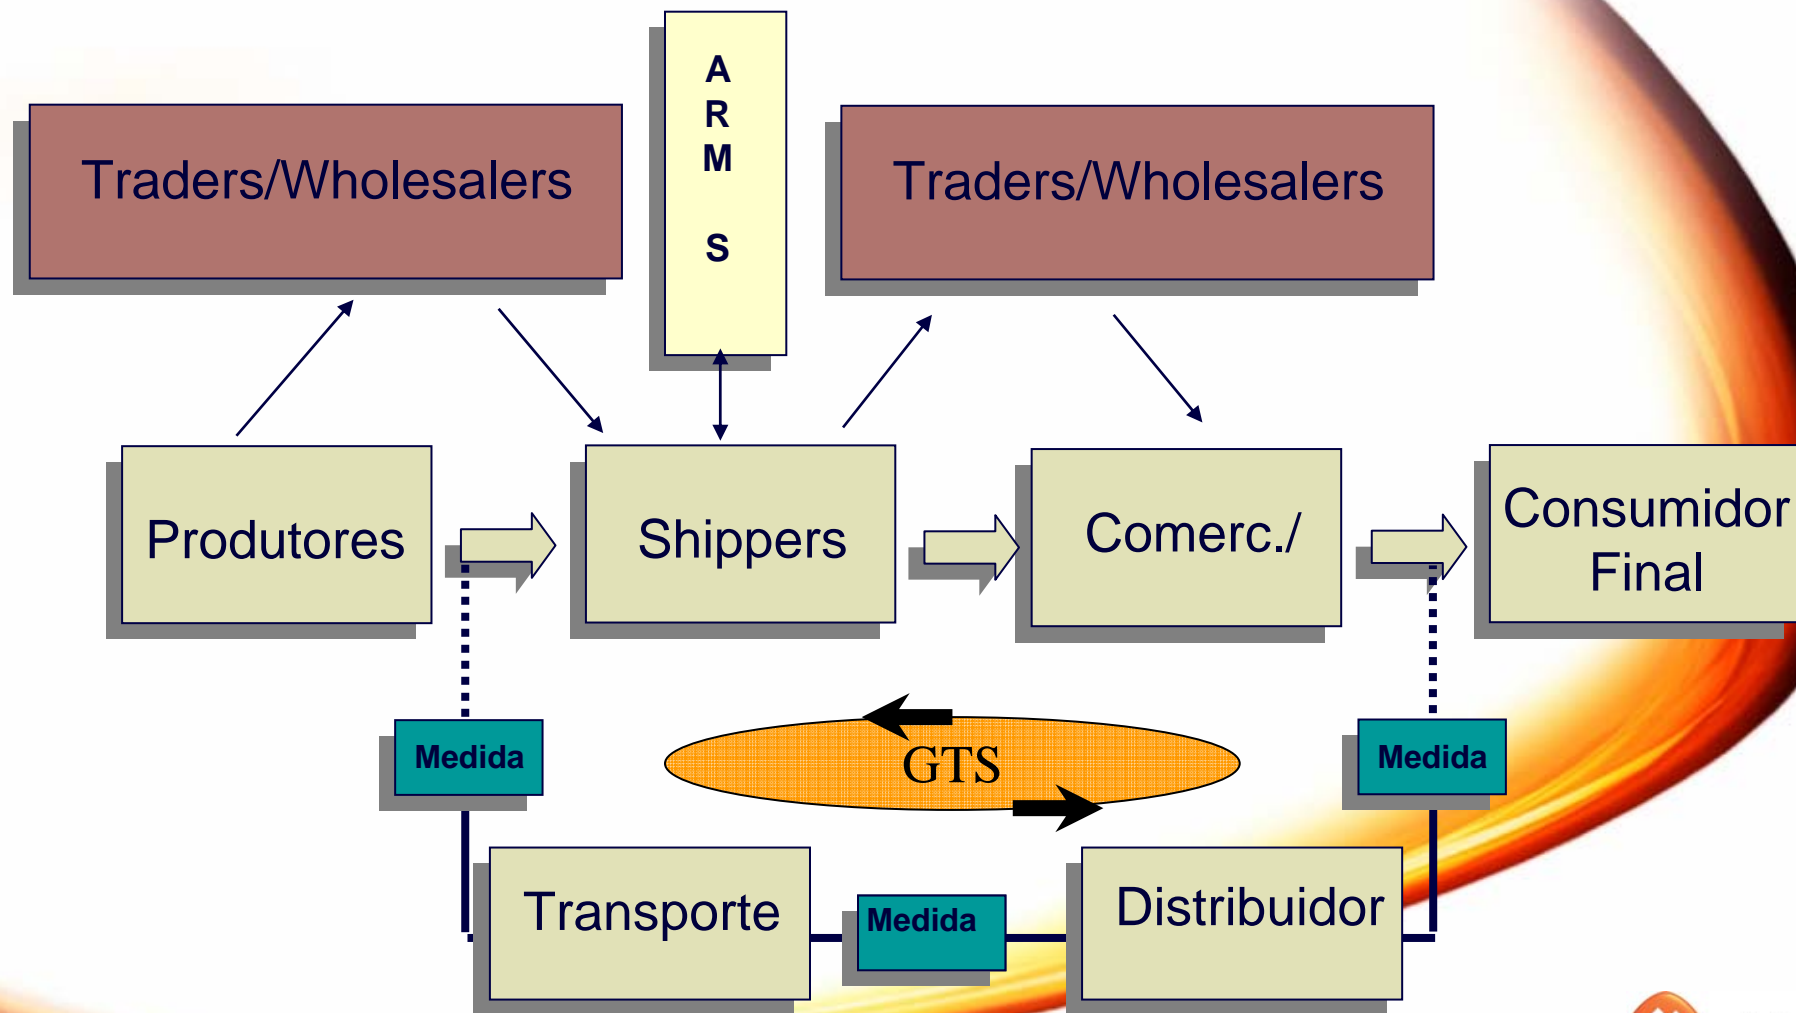 A
R
M
S
Traders/Wholesalers
Traders/Wholesalers
Produtores
Shippers
Comerc./
Consumidor
Final
Medida
GTS
Medida
Transporte
Medida
Distribuidor